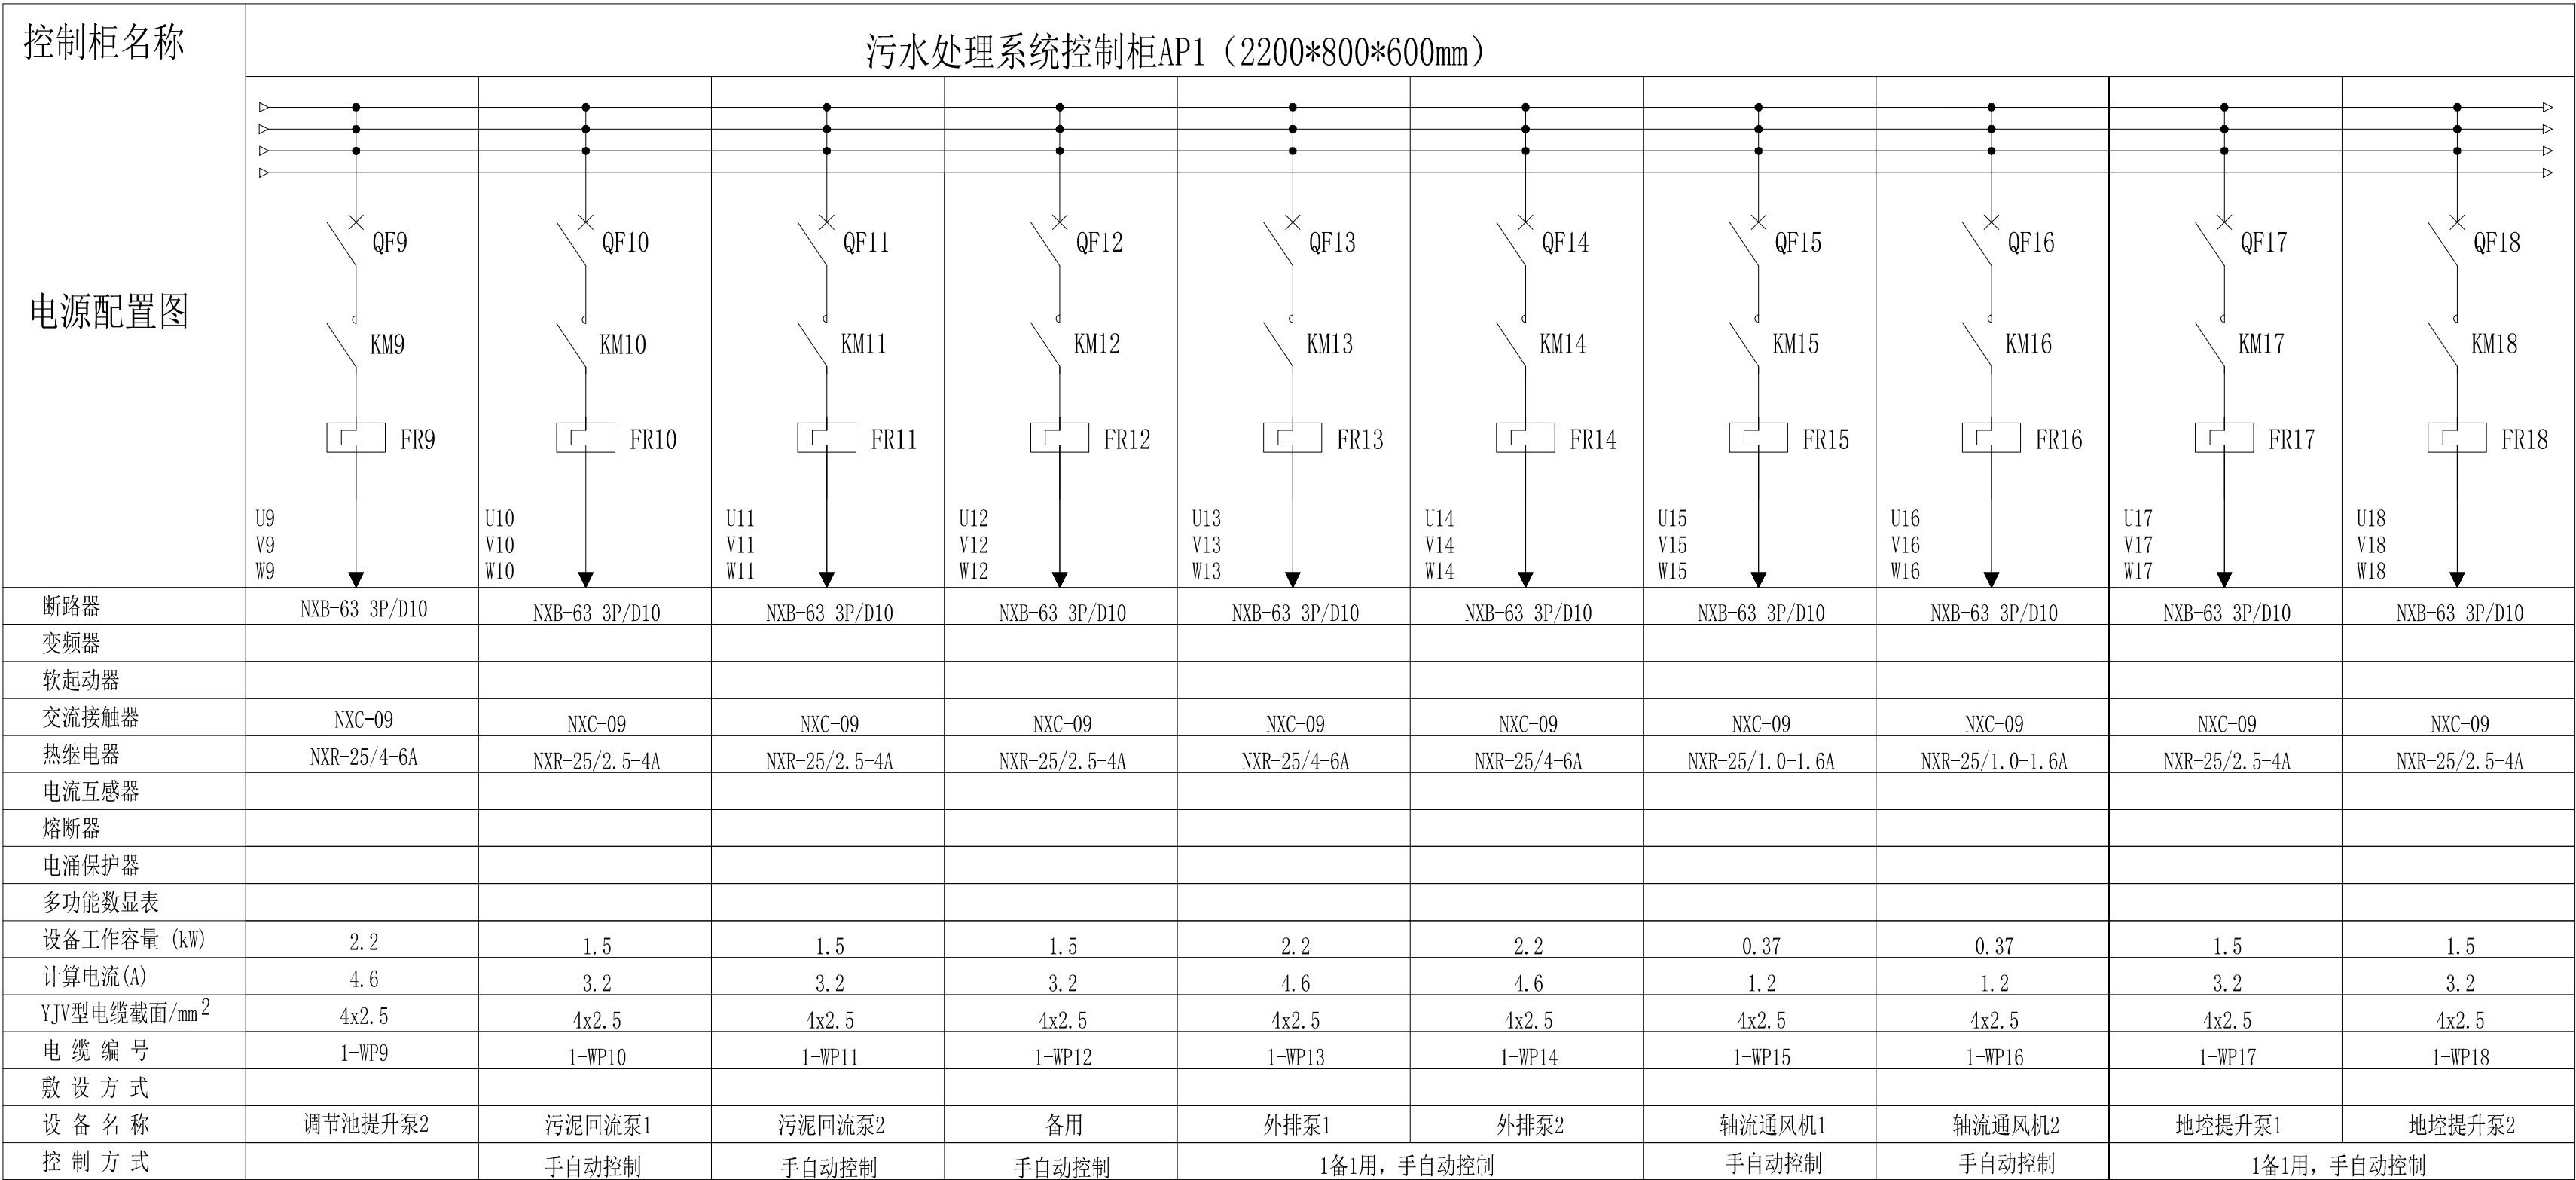 控制柜名称
污水处理系统控制柜AP1（2200*800*600mm）
电源配置图
QF9 QF10 QF11 QF12 QF13 QF14 QF15 QF16 QF17 QF18
KM9 KM10 KM11 KM12 KM13 KM14 KM15 KM16 KM17 KM18
FR9 FR10 FR11 FR12 FR13 FR14 FR15 FR16 FR17 FR18
U9 U10 U11 U12 U13 U14 U15 U16 U17 U18
V9 V10 V11 V12 V13 V14 V15 V16 V17 V18
W9 W10 W11 W12 W13 W14 W15 W16 W17 W18
断路器 NXB-63 3P/D10 NXB-63 3P/D10 NXB-63 3P/D10 NXB-63 3P/D10 NXB-63 3P/D10 NXB-63 3P/D10 NXB-63 3P/D10 NXB-63 3P/D10 NXB-63 3P/D10 NXB-63 3P/D10
变频器
软起动器
交流接触器 NXC-09 NXC-09 NXC-09 NXC-09 NXC-09 NXC-09 NXC-09 NXC-09 NXC-09 NXC-09
热继电器 NXR-25/4-6A NXR-25/2.5-4A NXR-25/2.5-4A NXR-25/2.5-4A NXR-25/4-6A NXR-25/4-6A NXR-25/1.0-1.6A NXR-25/1.0-1.6A NXR-25/2.5-4A NXR-25/2.5-4A
电流互感器
熔断器
电涌保护器
多功能数显表
设备工作容量 (kW) 2.2 1.5 1.5 1.5 2.2 2.2 0.37 0.37 1.5 1.5
计算电流(A) 4.6 3.2 3.2 3.2 4.6 4.6 1.2 1.2 3.2 3.2
YJV型电缆截面/mm2 4x2.5 4x2.5 4x2.5 4x2.5 4x2.5 4x2.5 4x2.5 4x2.5 4x2.5 4x2.5
电 缆 编 号 1-WP9 1-WP10 1-WP11 1-WP12 1-WP13 1-WP14 1-WP15 1-WP16 1-WP17 1-WP18
敷 设 方 式
设 备 名 称 调节池提升泵2 污泥回流泵1 污泥回流泵2 备用 外排泵1 外排泵2 轴流通风机1 轴流通风机2 地埪提升泵1 地埪提升泵2
控 制 方 式 手自动控制 手自动控制 手自动控制 1备1用，手自动控制 手自动控制 手自动控制 1备1用，手自动控制